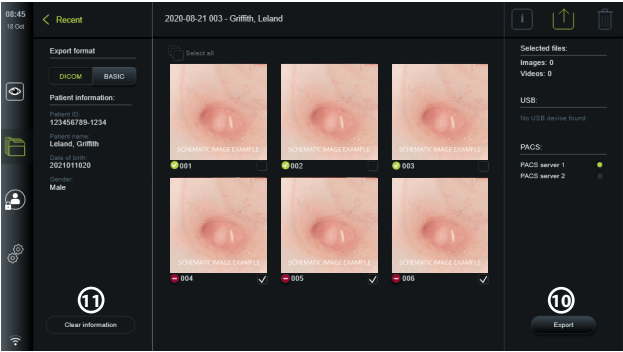 08:45
18 Oct
Recent
2020-08-21 003 - Griffith, Leland
i
Export format
DICOM
BASIC
Patient information:
Patient ID:
123456789-1234
Patient name:
Leland, Griffith
Data of birth:
2021011020
Gender:
Male
11
Clear information
Select all
SCHEMATIC IMAGE EXAMPLE
SCHEMATIC IMAGE EXAMPLE
SCHEMATIC IMAGE EXAMPLE
001
002
003
SCHEMATIC IMAGE EXAMPLE
SCHEMATIC IMAGE EXAMPLE
SCHEMATIC IMAGE EXAMPLE
004
005
006
Selected files:
Images: 0
Videos: 0
USB:
No USB device found
PACS:
PACS server 1
PACS server 2
10
Export